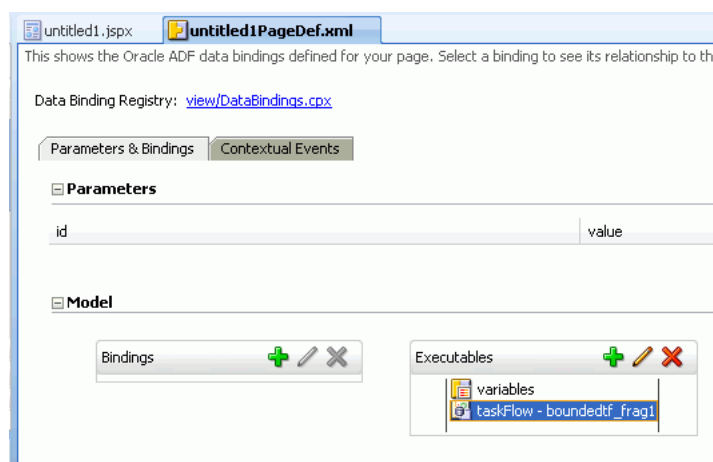 untitled1.jspx untitled1PageDef.xml
This shows the Oracle ADF data bindings defined for your page. Select a binding to see its relationship to th
Data Binding Registry: view/DataBindings.cpx
Parameters & Bindings Contextual Events
Parameters
id value
Model
Bindings Executables
variables
taskFlow - boundedtf_frag1